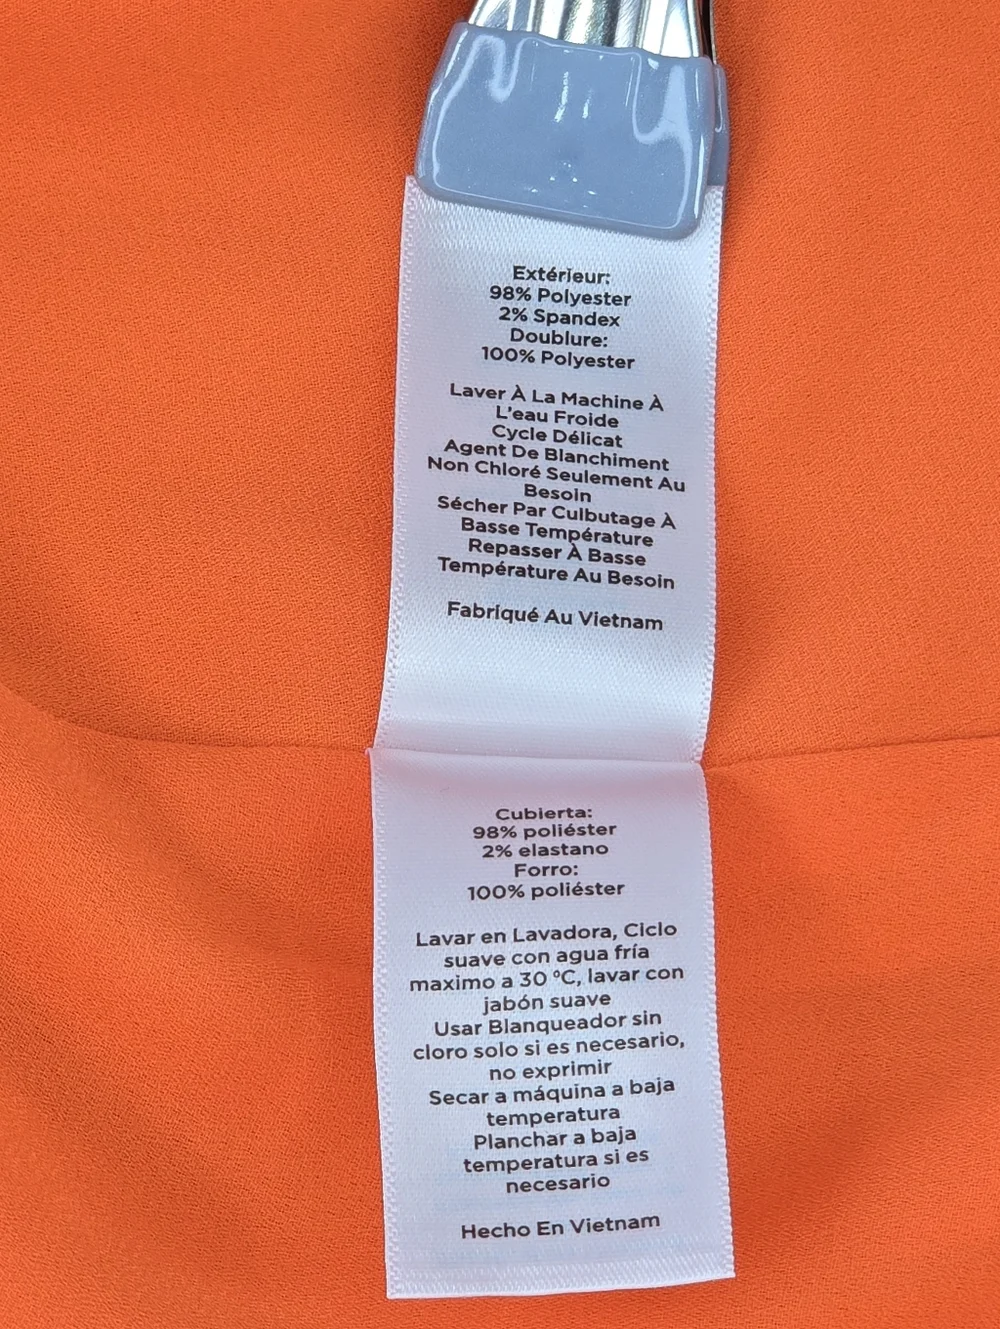 Extérieur:
98% Polyester
2% Spandex
Doublure:
100% Polyester
Laver À La Machine À
L'eau Froide
Cycle Délicat
Agent De Blanchiment
Non Chloré Seulement Au
Besoin
Sécher Par Culbutage À
Basse Température
Repasser À Basse
Température Au Besoin
Fabriqué Au Vietnam
Cubierta:
98% poliéster
2% elastano
Forro:
100% poliéster
Lavar en Lavadora, Ciclo
suave con agua fría
maximo a 30 °C, lavar con
jabón suave
Usar Blanqueador sin
cloro solo si es necesario,
no exprimir
Secar a máquina a baja
temperatura
Planchar a baja
temperatura si es
necesario
Hecho En Vietnam